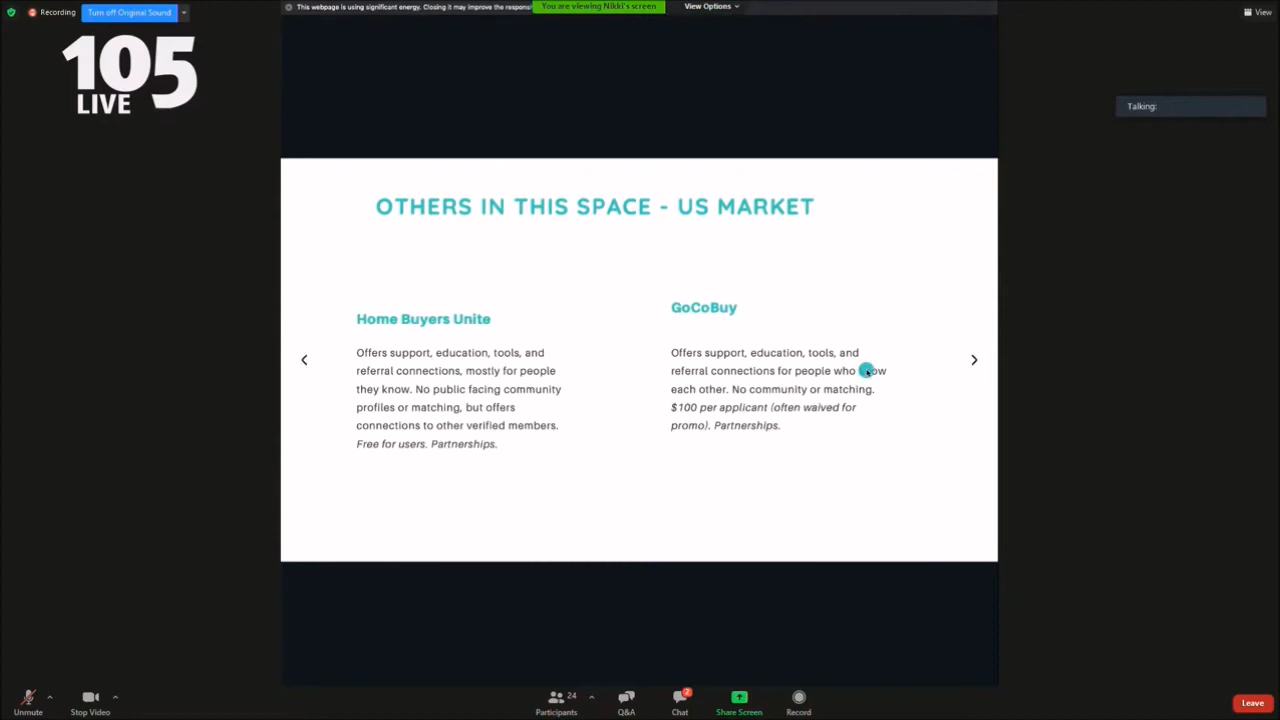 Recording
Turn off Original Sound
This webpage is using significant energy. Closing it may improve the respons
You are viewing Nikki's screen
View Options
View
105
LIVE
Talking:
OTHERS IN THIS SPACE - US MARKET
Home Buyers Unite
Offers support, education, tools, and
referral connections, mostly for people
they know. No public facing community
profiles or matching, but offers
connections to other verified members.
Free for users. Partnerships.
GoCoBuy
Offers support, education, tools, and
referral connections for people who
each other. No community or matching.
$100 per applicant (often waived for
promo). Partnerships.
Unmute
Stop Video
24
Participants
Q&A
2
Chat
Share Screen
Record
Leave